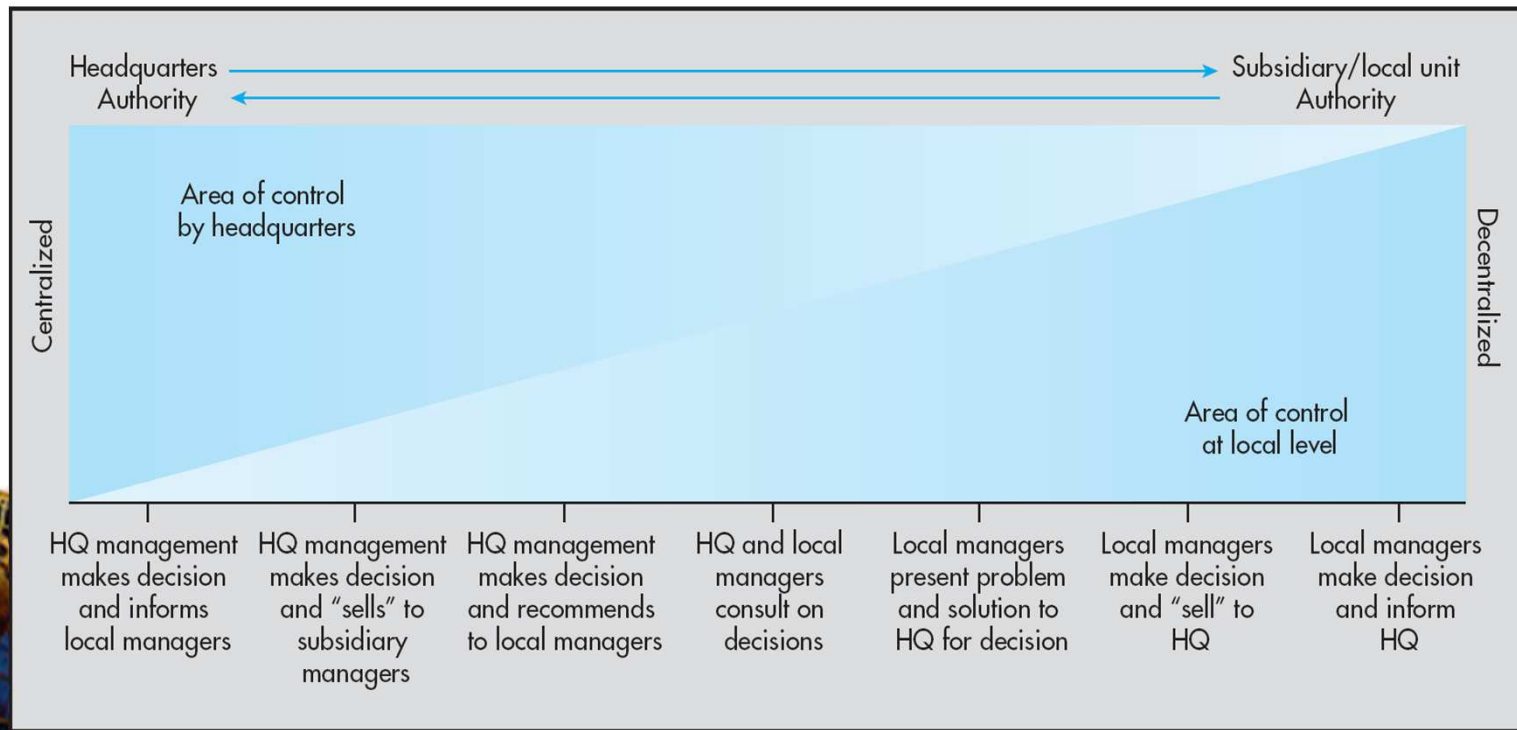 Headquarters
Authority
Subsidiary/local unit
Authority
Centralized
Area of control
by headquarters
Decentralized
Area of control
at local level
HQ management
makes decision
and informs
local managers
HQ management
makes decision
and “sells” to
subsidiary
managers
HQ management
makes decision
and recommends
to local managers
HQ and local
managers
consult on
decisions
Local managers
present problem
and solution to
HQ for decision
Local managers
make decision
and “sell” to
HQ
Local managers
make decision
and inform
HQ